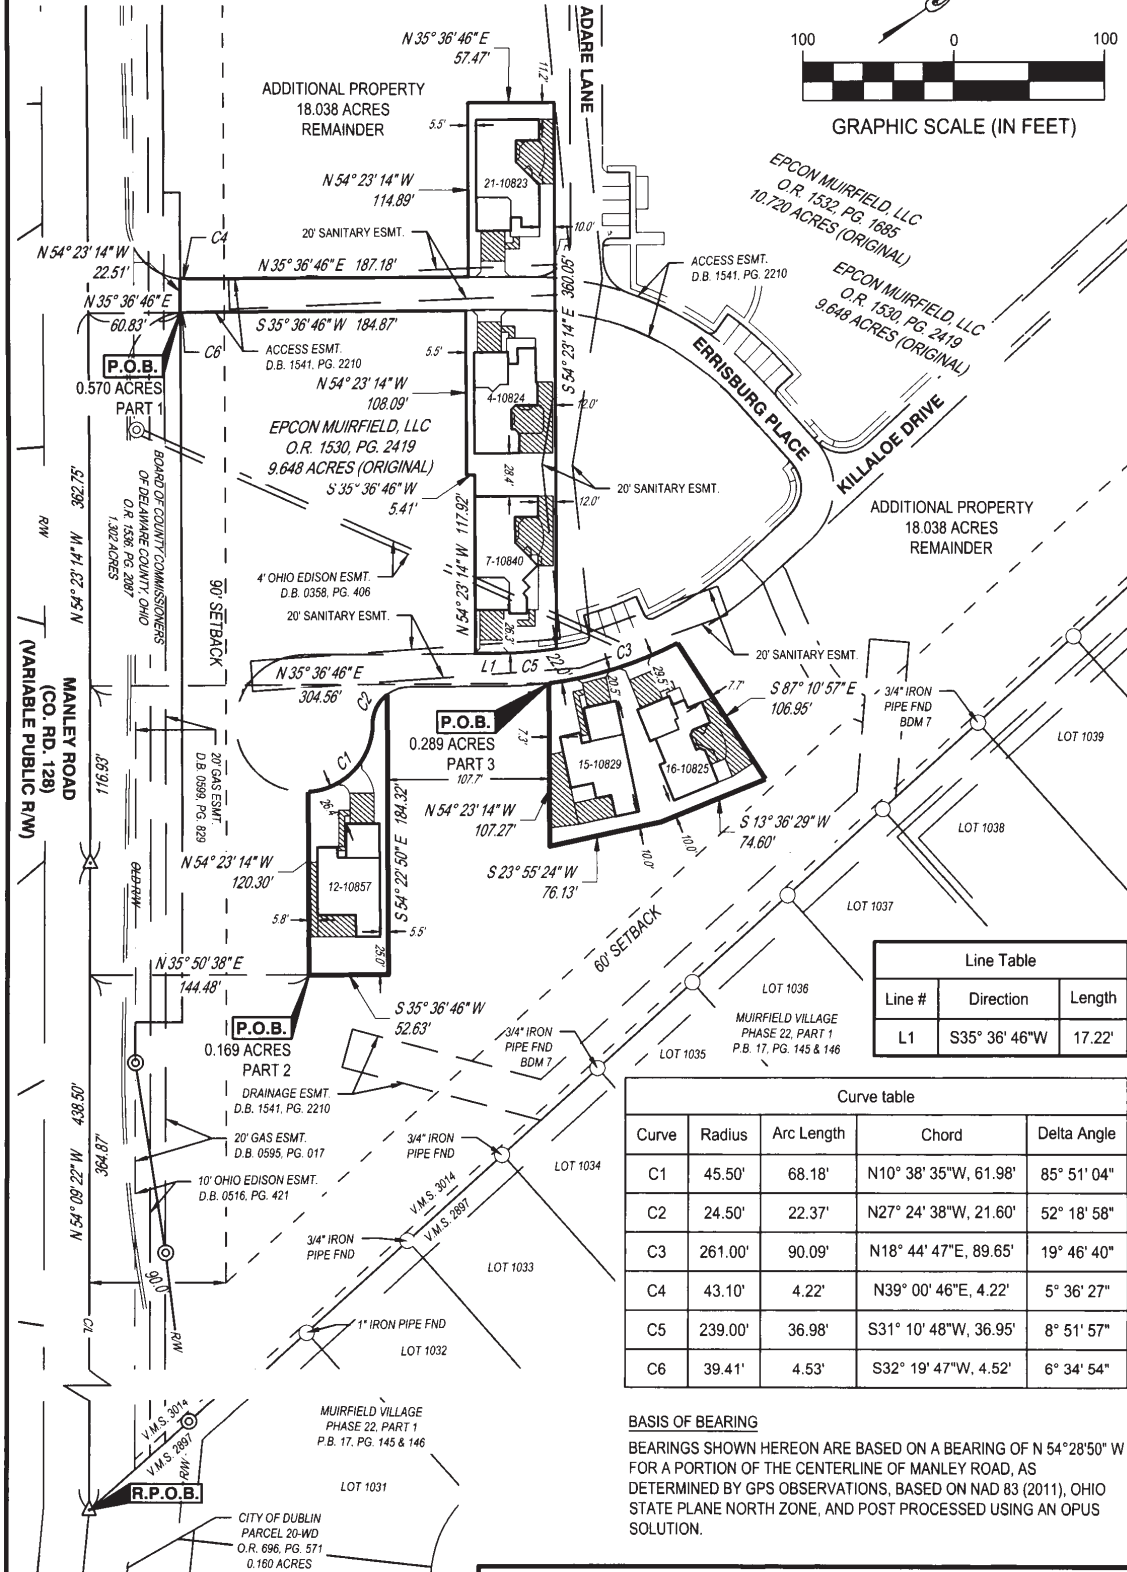 N 35° 36' 46" E
57.47'
11.2'
ADARE LANE
100
0
100
GRAPHIC SCALE (IN FEET)
ADDITIONAL PROPERTY
18.038 ACRES
REMAINDER
5.5'
N 54° 23' 14" W
114.89'
21-10823
20' SANITARY ESMT.
10.0'
EPCON MUIRFIELD, LLC
O.R. 1532, PG. 1685
10.720 ACRES (ORIGINAL)
EPCON MUIRFIELD, LLC
O.R. 1530, PG. 2419
9.648 ACRES (ORIGINAL)
ACCESS ESMT.
D.B. 1541, PG. 2210
C4
N 54° 23' 14" W
22.51'
N 35° 36' 46" E 187.18'
N 35° 36' 46" E
60.83'
S 35° 36' 46" W 184.87'
S 54° 23' 14" E 360.05'
C6
ACCESS ESMT.
D.B. 1541, PG. 2210
P.O.B.
0.570 ACRES
PART 1
5.5'
N 54° 23' 14" W
108.09'
4-10824
12.0'
ERRISBURG PLACE
KILLALOE DRIVE
EPCON MUIRFIELD, LLC
O.R. 1530, PG. 2419
9.648 ACRES (ORIGINAL)
S 35° 36' 46" W
5.41'
28.4'
12.0'
20' SANITARY ESMT.
ADDITIONAL PROPERTY
18.038 ACRES
REMAINDER
N 54° 23' 14" W 362.75'
R/W
BOARD OF COUNTY COMMISSIONERS
OF DELAWARE COUNTY, OHIO
O.R. 1536, PG. 2087
1.302 ACRES
N 54° 23' 14" W 117.92'
7-10840
4' OHIO EDISON ESMT.
D.B. 0358, PG. 406
20' SANITARY ESMT.
90' SETBACK
26.3'
N 35° 36' 46" E
304.56'
L1
C5
C3
C2
20' SANITARY ESMT.
S 87° 10' 57" E
106.95'
7.7'
29.5'
20.5'
3/4" IRON
PIPE FND
BDM 7
LOT 1039
MANLEY ROAD
(CO. RD. 128)
(VARIABLE PUBLIC R/W)
116.93'
20' GAS ESMT.
D.B. 0599, PG. 829
P.O.B.
0.289 ACRES
PART 3
107.7'
7.3'
C1
15-10829
16-10825
N 54° 23' 14" W
107.27'
S 13° 36' 29" W
74.60'
10.0'
10.0'
S 23° 55' 24" W
76.13'
LOT 1038
N 54° 23' 14" W
120.30'
S 54° 22' 50" E 184.32'
12-10857
5.8'
5.5'
25.0'
OLD R/W
LOT 1037
60' SETBACK
N 35° 50' 38" E
144.48'
P.O.B.
0.169 ACRES
PART 2
S 35° 36' 46" W
52.63'
LOT 1036
MUIRFIELD VILLAGE
PHASE 22, PART 1
P.B. 17, PG. 145 & 146
3/4" IRON
PIPE FND
BDM 7
LOT 1035
Line Table
Line # Direction Length
L1 S35° 36' 46"W 17.22'
DRAINAGE ESMT.
D.B. 1541, PG. 2210
N 54° 09' 22" W 438.50'
364.87'
20' GAS ESMT.
D.B. 0595, PG. 017
10' OHIO EDISON ESMT.
D.B. 0516, PG. 421
3/4" IRON
PIPE FND
LOT 1034
V.M.S. 3014
V.M.S. 2897
3/4" IRON
PIPE FND
LOT 1033
90.0'
C/L
R/W
1" IRON PIPE FND
LOT 1032
Curve table
Curve Radius Arc Length Chord Delta Angle
C1 45.50' 68.18' N10° 38' 35"W, 61.98' 85° 51' 04"
C2 24.50' 22.37' N27° 24' 38"W, 21.60' 52° 18' 58"
C3 261.00' 90.09' N18° 44' 47"E, 89.65' 19° 46' 40"
C4 43.10' 4.22' N39° 00' 46"E, 4.22' 5° 36' 27"
C5 239.00' 36.98' S31° 10' 48"W, 36.95' 8° 51' 57"
C6 39.41' 4.53' S32° 19' 47"W, 4.52' 6° 34' 54"
V.M.S. 3014
V.M.S. 2897
R/W
R.P.O.B.
MUIRFIELD VILLAGE
PHASE 22, PART 1
P.B. 17, PG. 145 & 146
LOT 1031
CITY OF DUBLIN
PARCEL 20-WD
O.R. 696, PG. 571
0.160 ACRES
BASIS OF BEARING
BEARINGS SHOWN HEREON ARE BASED ON A BEARING OF N 54°28'50" W
FOR A PORTION OF THE CENTERLINE OF MANLEY ROAD, AS
DETERMINED BY GPS OBSERVATIONS, BASED ON NAD 83 (2011), OHIO
STATE PLANE NORTH ZONE, AND POST PROCESSED USING AN OPUS
SOLUTION.